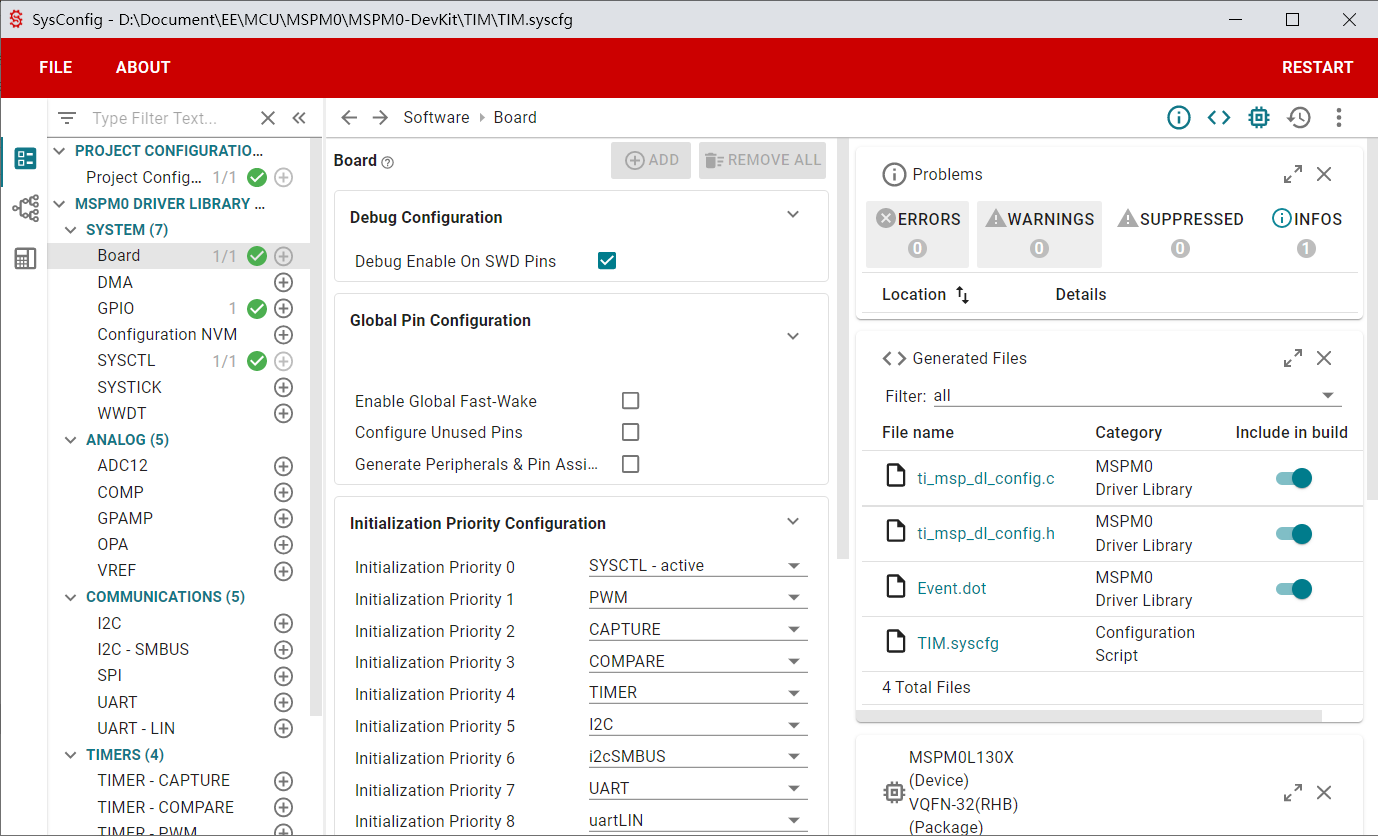 SysConfig - D:\Document\EE\MCU\MSPM0\MSPM0-DevKit\TIM\TIM.syscfg
FILE ABOUT RESTART
Type Filter Text...
PROJECT CONFIGURATIO...
Project Config... 1/1
MSPM0 DRIVER LIBRARY ...
SYSTEM (7)
Board 1/1
DMA
GPIO 1
Configuration NVM
SYSCTL 1/1
SYSTICK
WWDT
ANALOG (5)
ADC12
COMP
GPAMP
OPA
VREF
COMMUNICATIONS (5)
I2C
I2C - SMBUS
SPI
UART
UART - LIN
TIMERS (4)
TIMER - CAPTURE
TIMER - COMPARE
TIMER - PWM
Software Board
Board ADD REMOVE ALL
Debug Configuration
Debug Enable On SWD Pins
Global Pin Configuration
Enable Global Fast-Wake
Configure Unused Pins
Generate Peripherals & Pin Assi...
Initialization Priority Configuration
Initialization Priority 0 SYSCTL - active
Initialization Priority 1 PWM
Initialization Priority 2 CAPTURE
Initialization Priority 3 COMPARE
Initialization Priority 4 TIMER
Initialization Priority 5 I2C
Initialization Priority 6 i2cSMBUS
Initialization Priority 7 UART
Initialization Priority 8 uartLIN
Problems
ERRORS WARNINGS SUPPRESSED INFOS
0 0 0 1
Location Details
Generated Files
Filter: all
File name Category Include in build
ti_msp_dl_config.c MSPM0
Driver Library
ti_msp_dl_config.h MSPM0
Driver Library
Event.dot MSPM0
Driver Library
TIM.syscfg Configuration
Script
4 Total Files
MSPM0L130X
(Device)
VQFN-32(RHB)
(Package)